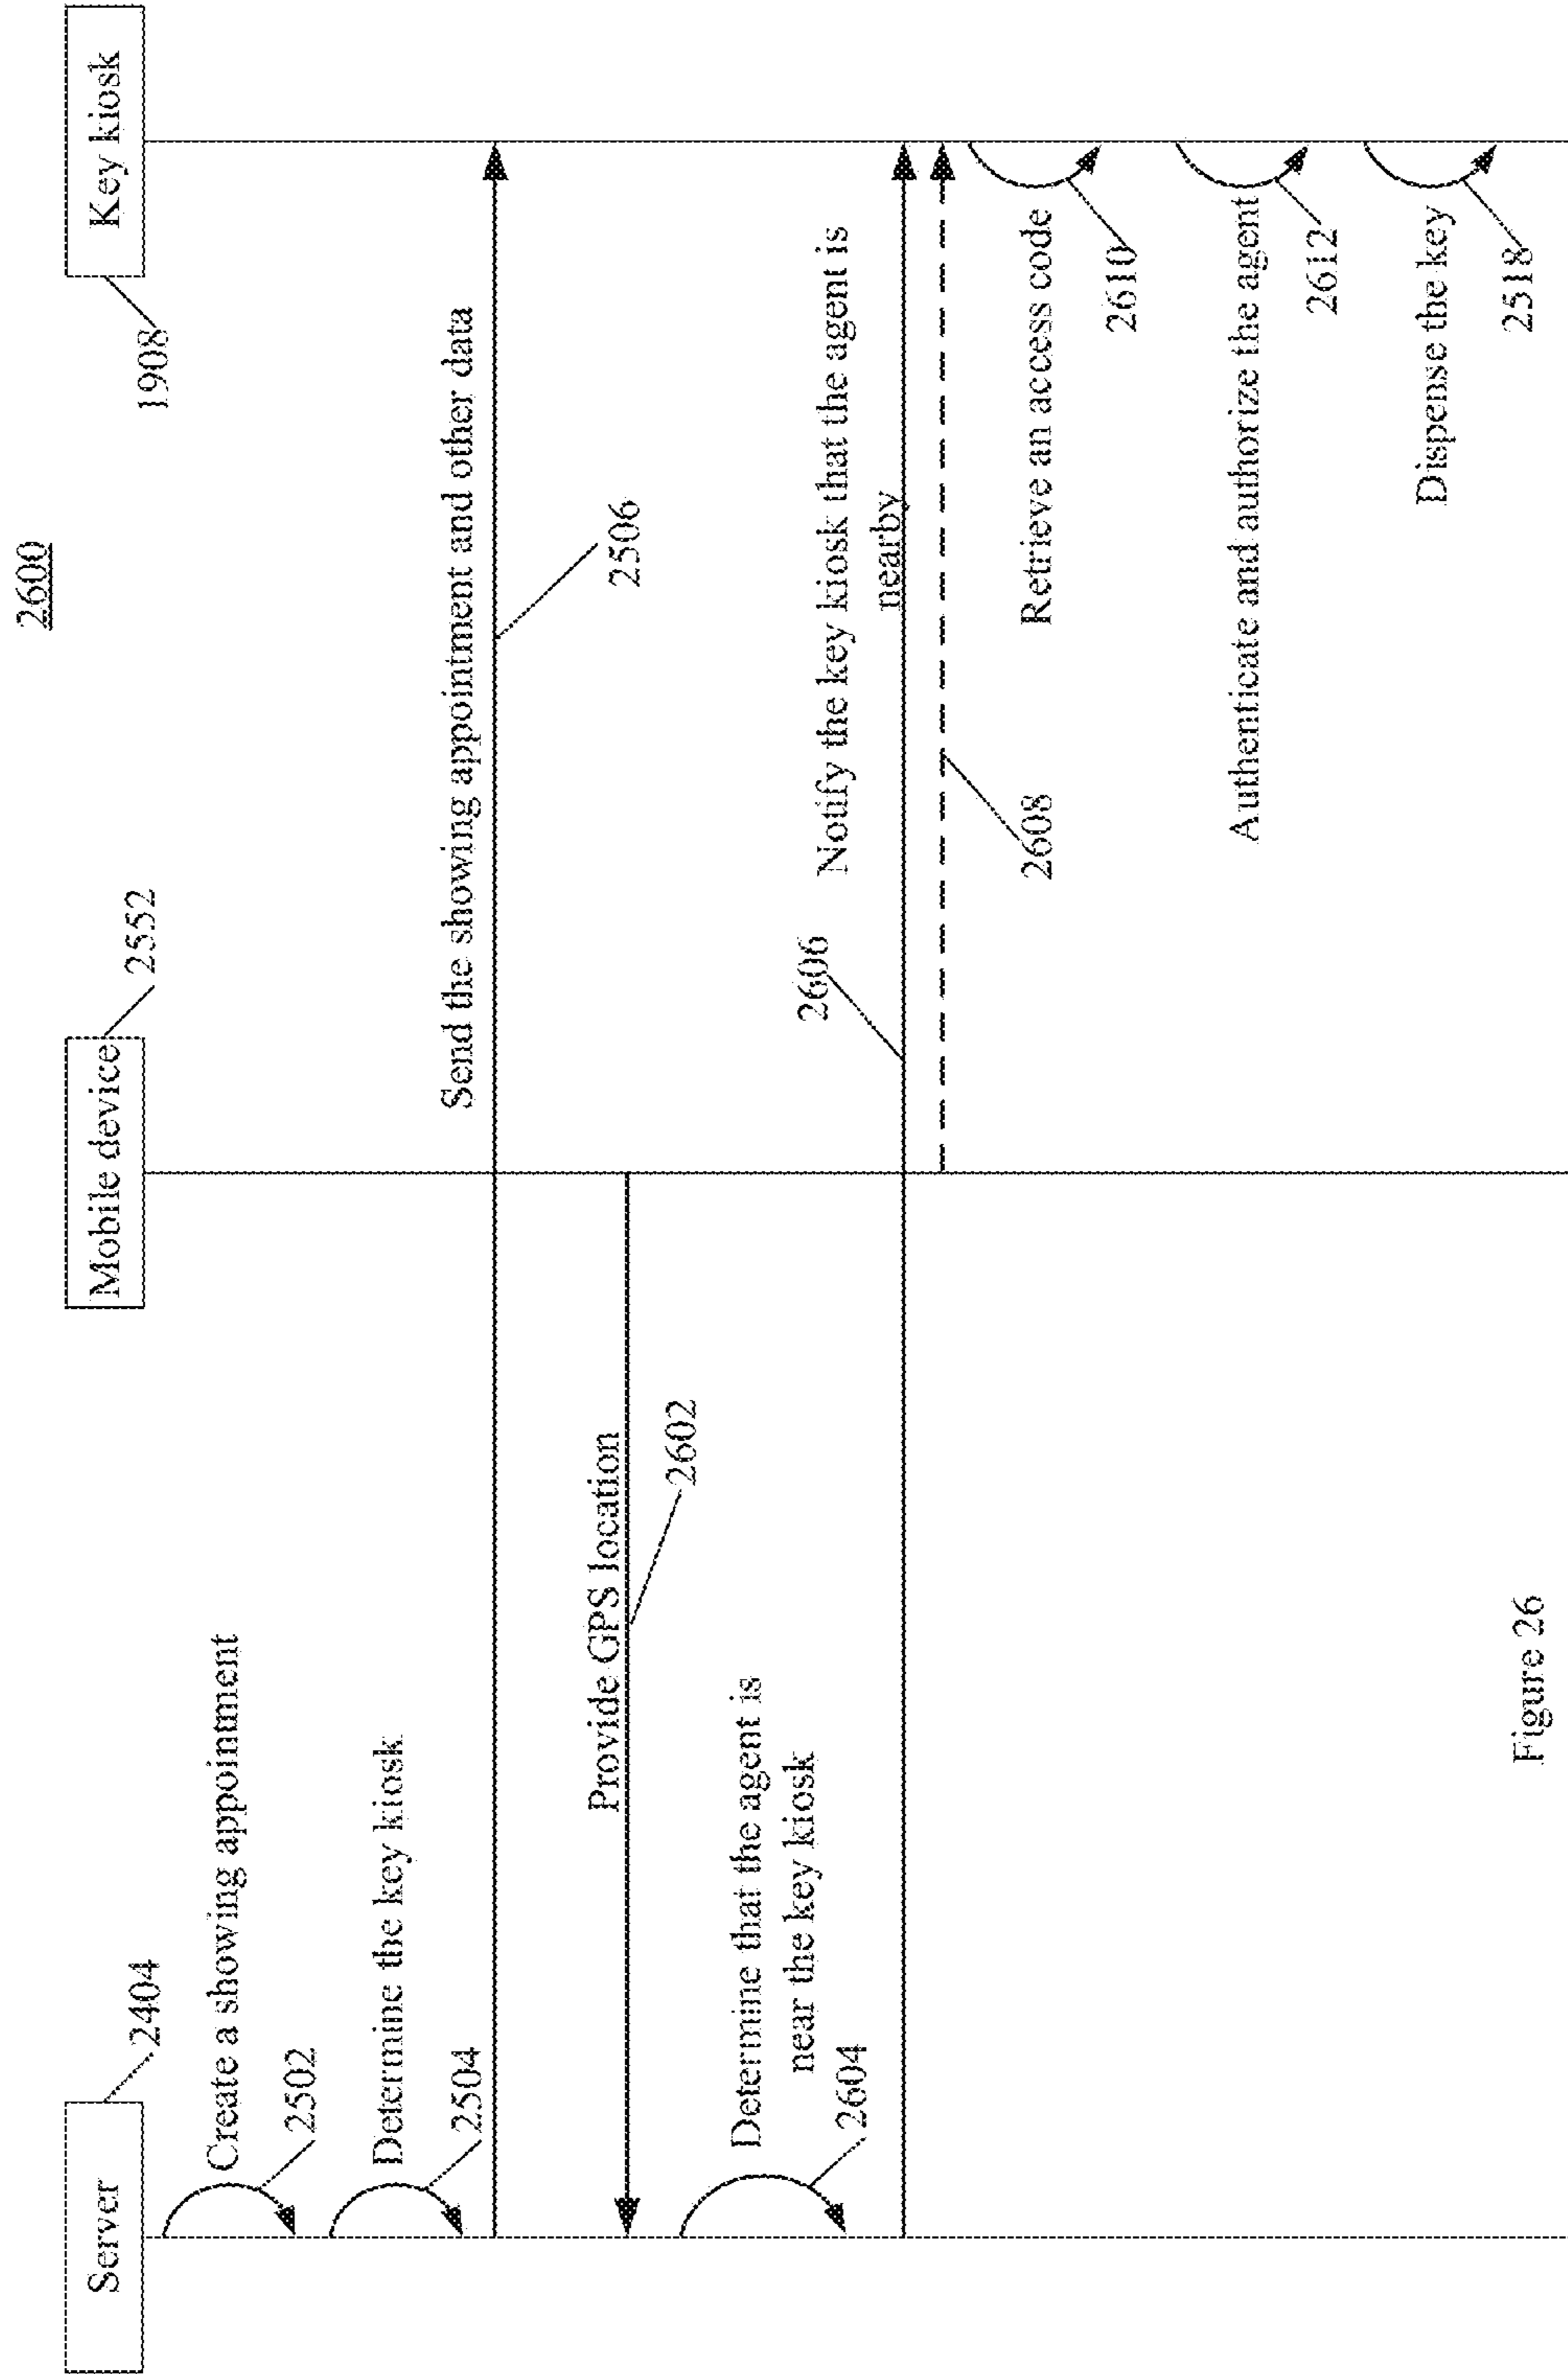 2600
Server
2404
Mobile device
2552
Key kiosk
1908
Create a showing appointment
2502
Determine the key kiosk
2504
Send the showing appointment and other data
2506
Provide GPS location
2602
Determine that the agent is
near the key kiosk
2604
Notify the key kiosk that the agent is
nearby
2606
2608
Retrieve an access code
2610
Authenticate and authorize the agent
2612
Dispense the key
2518
Figure 26